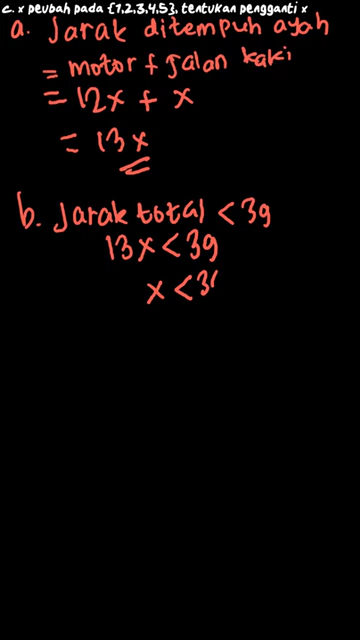 c. x peubah pada {1,2,3,4,5}, tentukan pengganti x
a. Jarak ditempuh ayah
= motor + jalan kaki
= 12x + x
= 13x
b. Jarak total < 39
13x < 39
x < 3